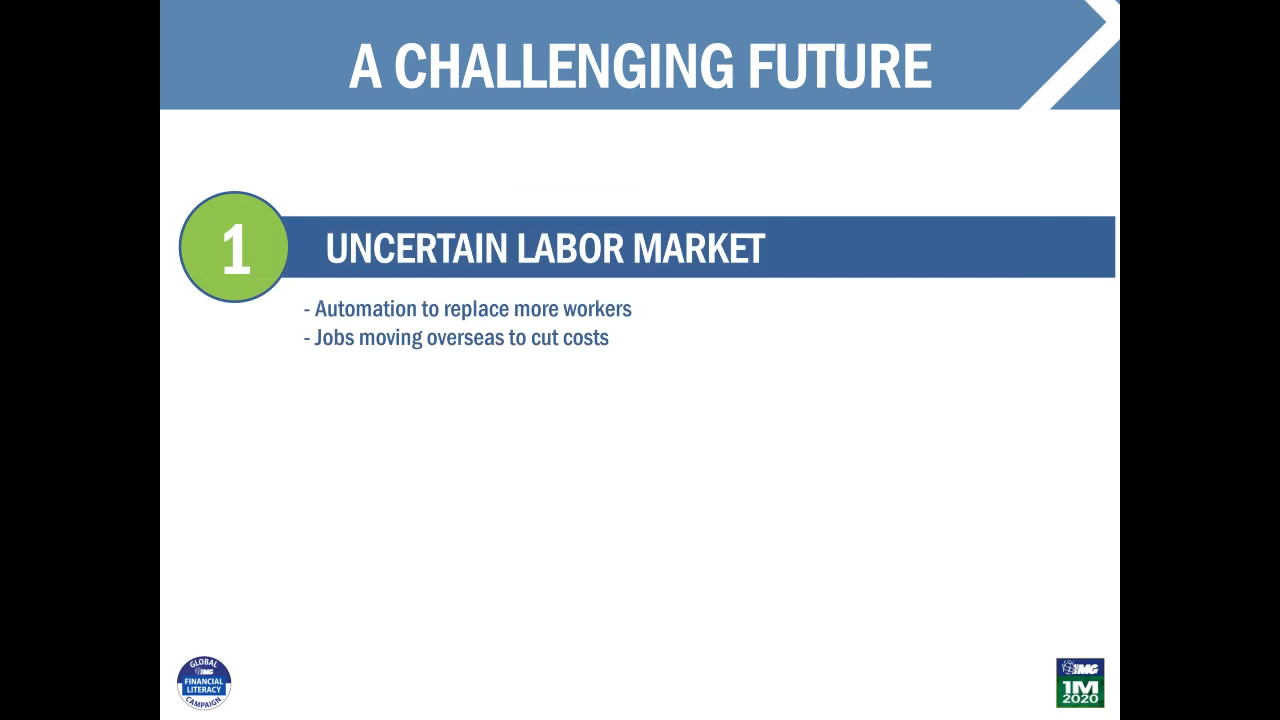 A CHALLENGING FUTURE
1
UNCERTAIN LABOR MARKET
- Automation to replace more workers
- Jobs moving overseas to cut costs
GLOBAL
IMG
FINANCIAL
LITERACY
CAMPAIGN
IMG
1M
2020